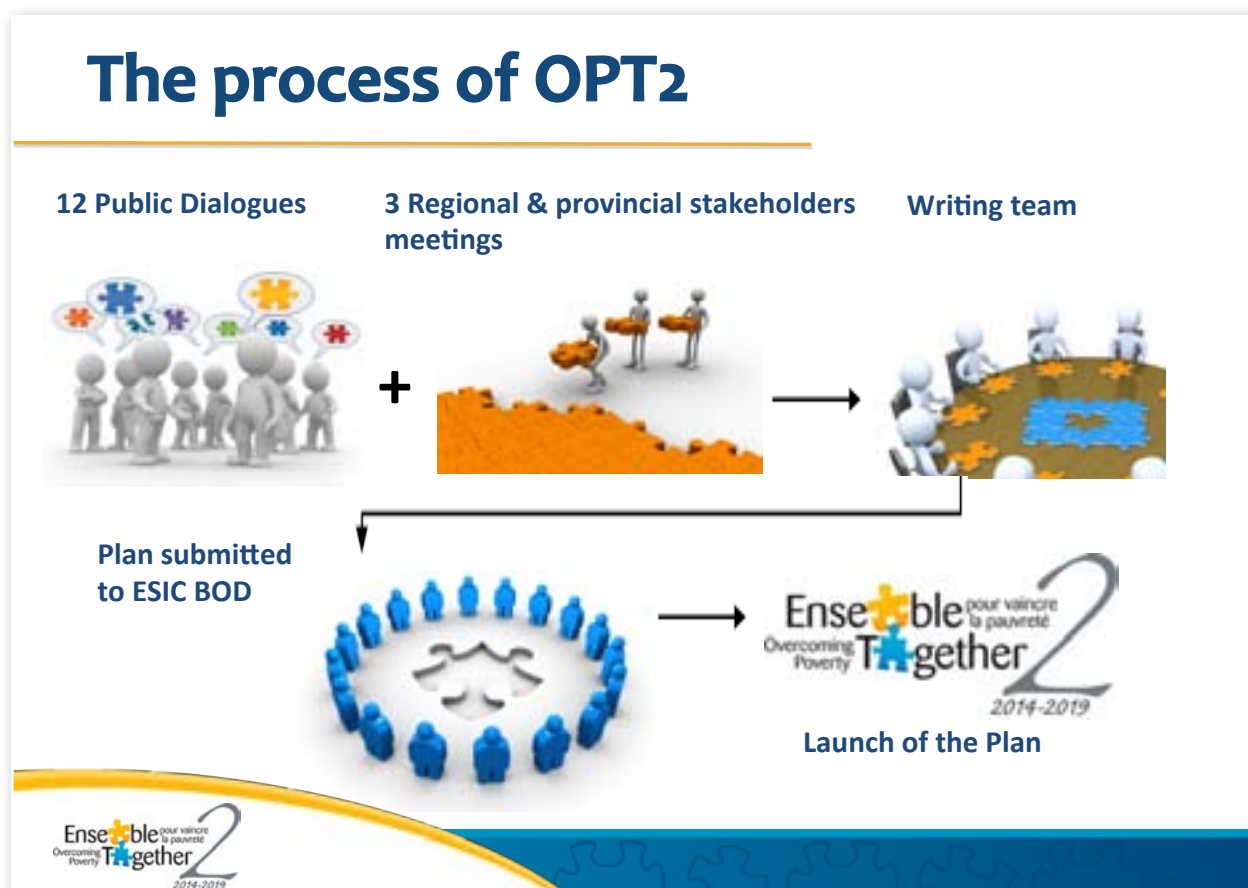 The process of OPT2
12 Public Dialogues
3 Regional & provincial stakeholders
meetings
Writing team
+
Plan submitted
to ESIC BOD
Ensemble pour vaincre
la pauvreté
Overcoming
Poverty Together
2
2014-2019
Launch of the Plan
Ensemble pour vaincre
la pauvreté
Overcoming
Poverty Together
2
2014-2019